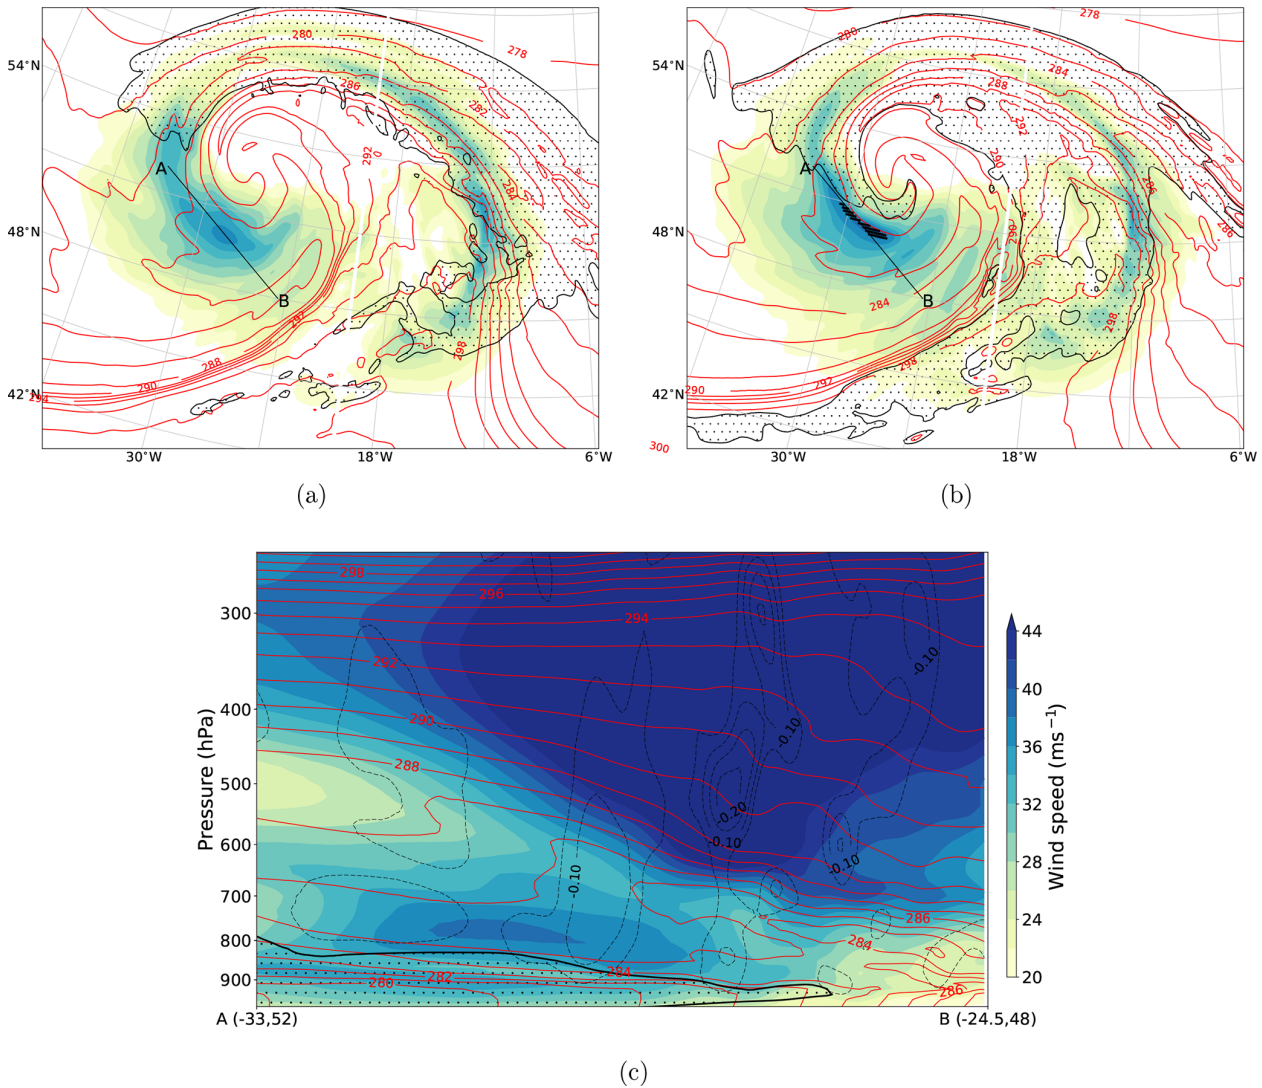 54°N
48°N
42°N
30°W
18°W
6°W
280
278
286
282
292
284
A
B
292
288
290
294
298
(a)
54°N
48°N
42°N
30°W
18°W
6°W
280
278
284
288
292
290
286
286
290
A
B
284
298
292
298
290
300
(b)
Pressure (hPa)
300
400
500
600
700
800
900
298
296
294
292
290
288
286
284
284
282
280
286
-0.10
-0.10
-0.20
-0.10
-0.10
0.10
A (-33,52)
B (-24.5,48)
44
40
36
32
28
24
20
Wind speed (ms⁻¹)
(c)